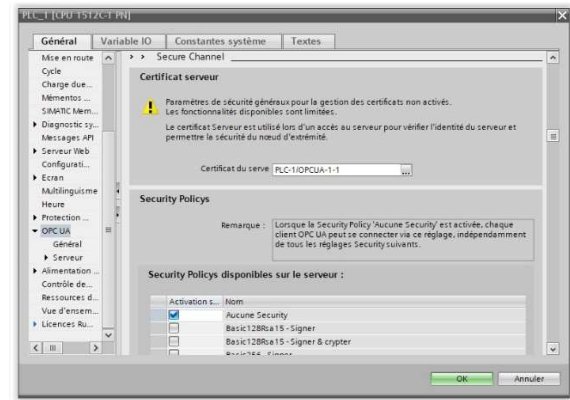 PLC_1 [CPU 1512C-1 PN]
Général
Variable IO
Constantes système
Textes
Mise en route
Cycle
Charge due...
Mémentos ...
SIMATIC Mem...
Diagnostic sy...
Messages API
Serveur Web
Configurati...
Ecran
Multilinguisme
Heure
Protection ...
OPC UA
Général
Serveur
Alimentation ...
Contrôle de...
Ressources d...
Vue d'ensem...
Licences Ru...
> > Secure Channel
Certificat serveur
Paramètres de sécurité généraux pour la gestion des certificats non activés.
Les fonctionnalités disponibles sont limitées.
Le certificat Serveur est utilisé lors d'un accès au serveur pour vérifier l'identité du serveur et
permettre la sécurité du nœud d'extrémité.
Certificat du serve PLC-1/OPCUA-1-1 ...
Security Policys
Remarque : Lorsque la Security Policy 'Aucune Security' est activée, chaque
client OPC UA peut se connecter via ce réglage, indépendamment
de tous les réglages Security suivants.
Security Policys disponibles sur le serveur :
Activation s... Nom
Aucune Security
Basic128Rsa15 - Signer
Basic128Rsa15 - Signer & crypter
Basic256 - Signer
OK
Annuler